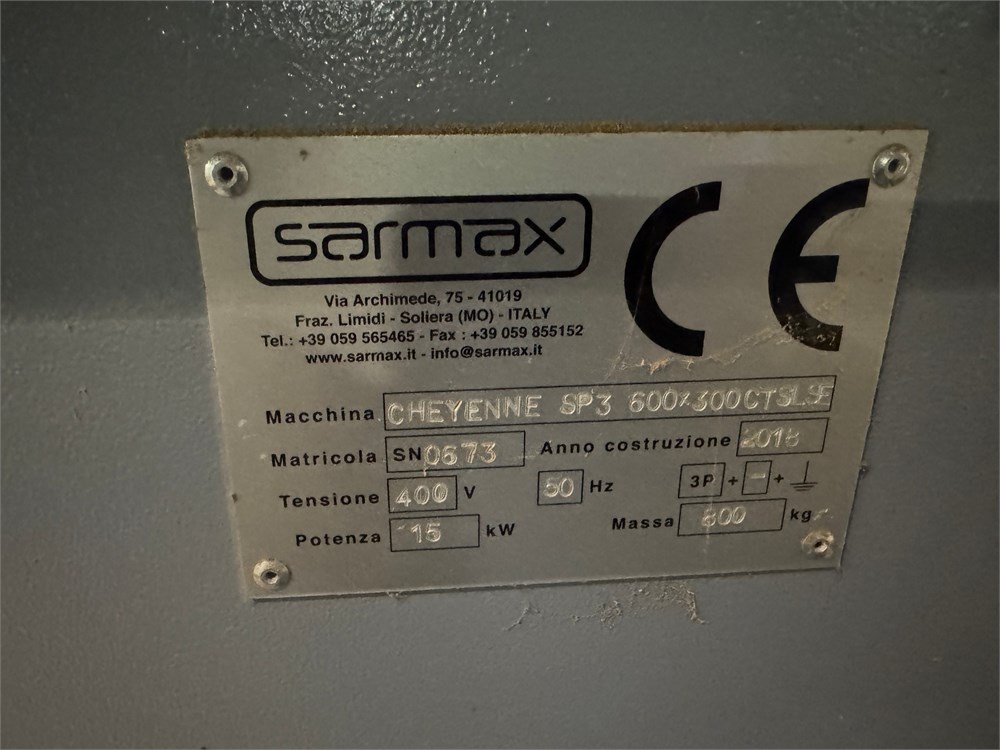 sarmax
CE
Via Archimede, 75 - 41019
Fraz. Limidi - Soliera (MO) - ITALY
Tel.: +39 059 565465 - Fax : +39 059 855152
www.sarmax.it - info@sarmax.it
Macchina CHEYENNE SP3 600x300CTSLSE
Matricola SN0673 Anno costruzione 2018
Tensione 400 V 50 Hz 3P + - +
Potenza 15 kW Massa 800 kg